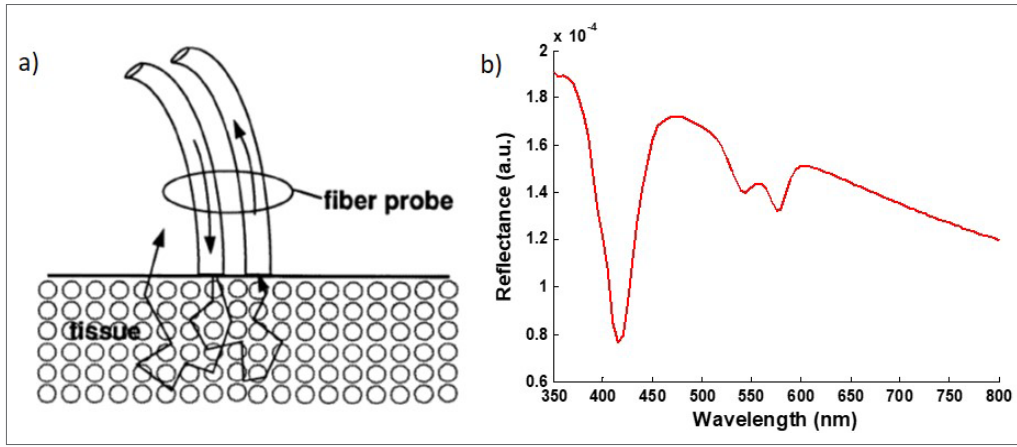 a)
fiber probe
tissue
b)
x 10⁻⁴
2
1.8
1.6
1.4
1.2
1
0.8
0.6
Reflectance (a.u.)
350 400 450 500 550 600 650 700 750 800
Wavelength (nm)